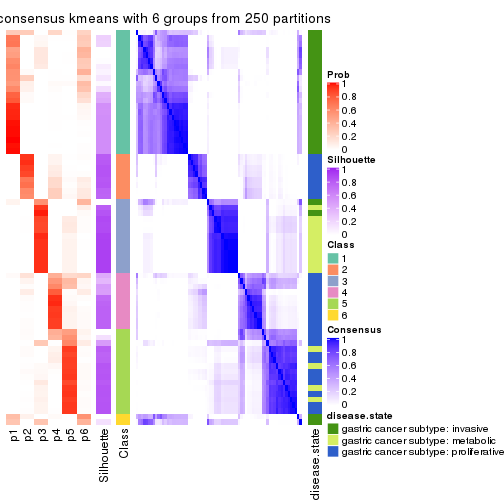 consensus kmeans with 6 groups from 250 partitions
Prob
1
0.8
0.6
0.4
0.2
0
Silhouette
1
0.8
0.6
0.4
0.2
0
Class
1
2
3
4
5
6
Consensus
1
0.8
0.6
0.4
0.2
0
disease.state
gastric cancer subtype: invasive
gastric cancer subtype: metabolic
gastric cancer subtype: proliferative
p1
p2
p3
p4
p5
p6
Silhouette
Class
disease.state